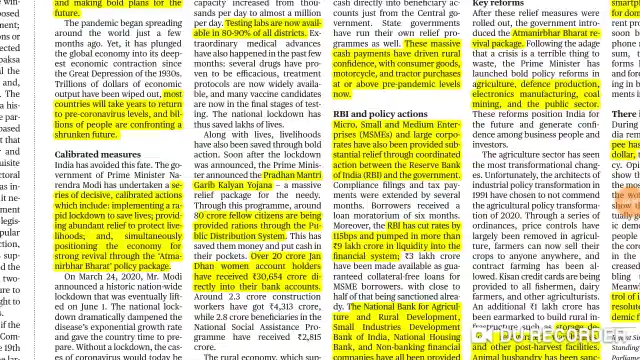 and making bold plans for the
future.
The pandemic began spreading
around the world just a few
months ago. Yet, it has plunged
the global economy into its deep-
est economic contraction since
the Great Depression of the 1930s.
Trillions of dollars of economic
output have been wiped out, most
countries will take years to return
to pre-coronavirus levels, and bil-
lions of people are confronting a
shrunken future.
Calibrated measures
India has avoided this fate. The go-
vernment of Prime Minister Na-
rendra Modi has undertaken a se-
ries of decisive, calibrated actions
which include: implementing a ra-
pid lockdown to save lives; provid-
ing abundant relief to protect live-
lihoods; and, simultaneously
positioning the economy for
strong revival through the 'Atma-
nirbhar Bharat' policy package.
On March 24, 2020, Mr. Modi
announced a historic nation-wide
lockdown that was eventually lift-
ed on June 1. The national lock-
down dramatically dampened the
disease's exponential growth rate
and gave the country time to pre-
pare. Without a lockdown, the cas-
es of coronavirus would today be
capacity increased from thou-
sands per day to almost a million
per day. Testing labs are now avail-
able in 80-90% of all districts. Ex-
traordinary medical advances
have also happened in the past few
months: several drugs have pro-
ven to be efficacious, treatment
protocols are now widely availa-
ble, and many vaccine candidates
are now in the final stages of test-
ing. The national lockdown has
thus saved lakhs of lives.
Along with lives, livelihoods
have also been saved through bold
action. Soon after the lockdown
was announced, the Prime Minis-
ter announced the Pradhan Mantri
Garib Kalyan Yojana – a massive
relief package for the needy.
Through this programme, around
80 crore fellow citizens are being
provided rations through the Pu-
blic Distribution System. This has
saved them money and put cash in
their pockets. Over 20 crore Jan
Dhan women account holders
have received ₹30,654 crore di-
rectly into their bank accounts.
Around 2.3 crore construction
workers have got ₹4,313 crore,
while 2.8 crore beneficiaries in the
National Social Assistance Pro-
gramme have received ₹2,815
crore.
The rural economy, which sup-
cash directly into beneficiary ac-
counts just from the Central go-
vernment. State governments
have run their own relief pro-
grammes as well. These massive
cash payments have driven rural
confidence, with consumer goods,
motorcycle, and tractor purchases
at or above pre-pandemic levels
now.
RBI and policy actions
Micro, Small and Medium Enter-
prises (MSMEs) and large corpo-
rates have also been provided sub-
stantial relief through coordinated
action between the Reserve Bank
of India (RBI) and the government.
Compliance filings and tax pay-
ments were extended by several
months. Borrowers received a
loan moratorium of six months.
Moreover, the RBI has cut rates by
115bps and pumped in more than
₹9 lakh crore in liquidity into the
financial system; ₹3 lakh crore
have been made available as gua-
ranteed collateral-free loans for
MSME borrowers, with close to
half of that being sanctioned alrea-
dy. The National Bank for Agricul-
ture and Rural Development,
Small Industries Development
Bank of India, National Housing
Bank, and Non-banking financial
companies have all been provided
Key reforms
After these relief measures were
rolled out, the government intro-
duced the Atmanirbhar Bharat re-
vival package. Following the adage
that a crisis is a terrible thing to
waste, the Prime Minister has
launched bold policy reforms in
agriculture, defence production,
electronics manufacturing, coal
mining, and the public sector.
These reforms position India for
the future and generate confi-
dence among business people and
investors.
The agriculture sector has seen
the most transformational chang-
es. Unfortunately, the architects of
industrial policy transformation in
1991 have chosen to not commend
the agricultural policy transforma-
tion of 2020. Through a series of
ordinances, price controls have
largely been removed in agricul-
ture, farmers can now sell their
crops to anyone anywhere, and
contract farming has been al-
lowed. Kisan credit cards are being
provided to all fishermen, dairy
farmers, and other agriculturists.
An additional ₹1 lakh crore has
been earmarked to build rural in-
and other post-harvest facilities.
Animal husbandry has been sanc-
DU RECORDER